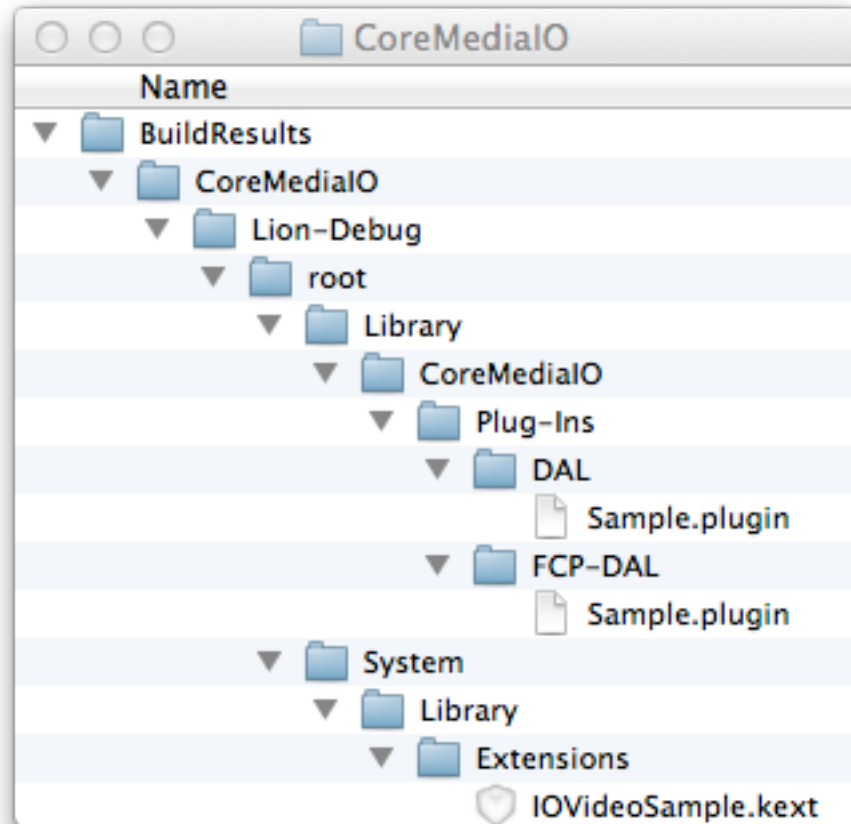 CoreMediaIO
Name
BuildResults
CoreMediaIO
Lion-Debug
root
Library
CoreMediaIO
Plug-Ins
DAL
Sample.plugin
FCP-DAL
Sample.plugin
System
Library
Extensions
IOVideoSample.kext